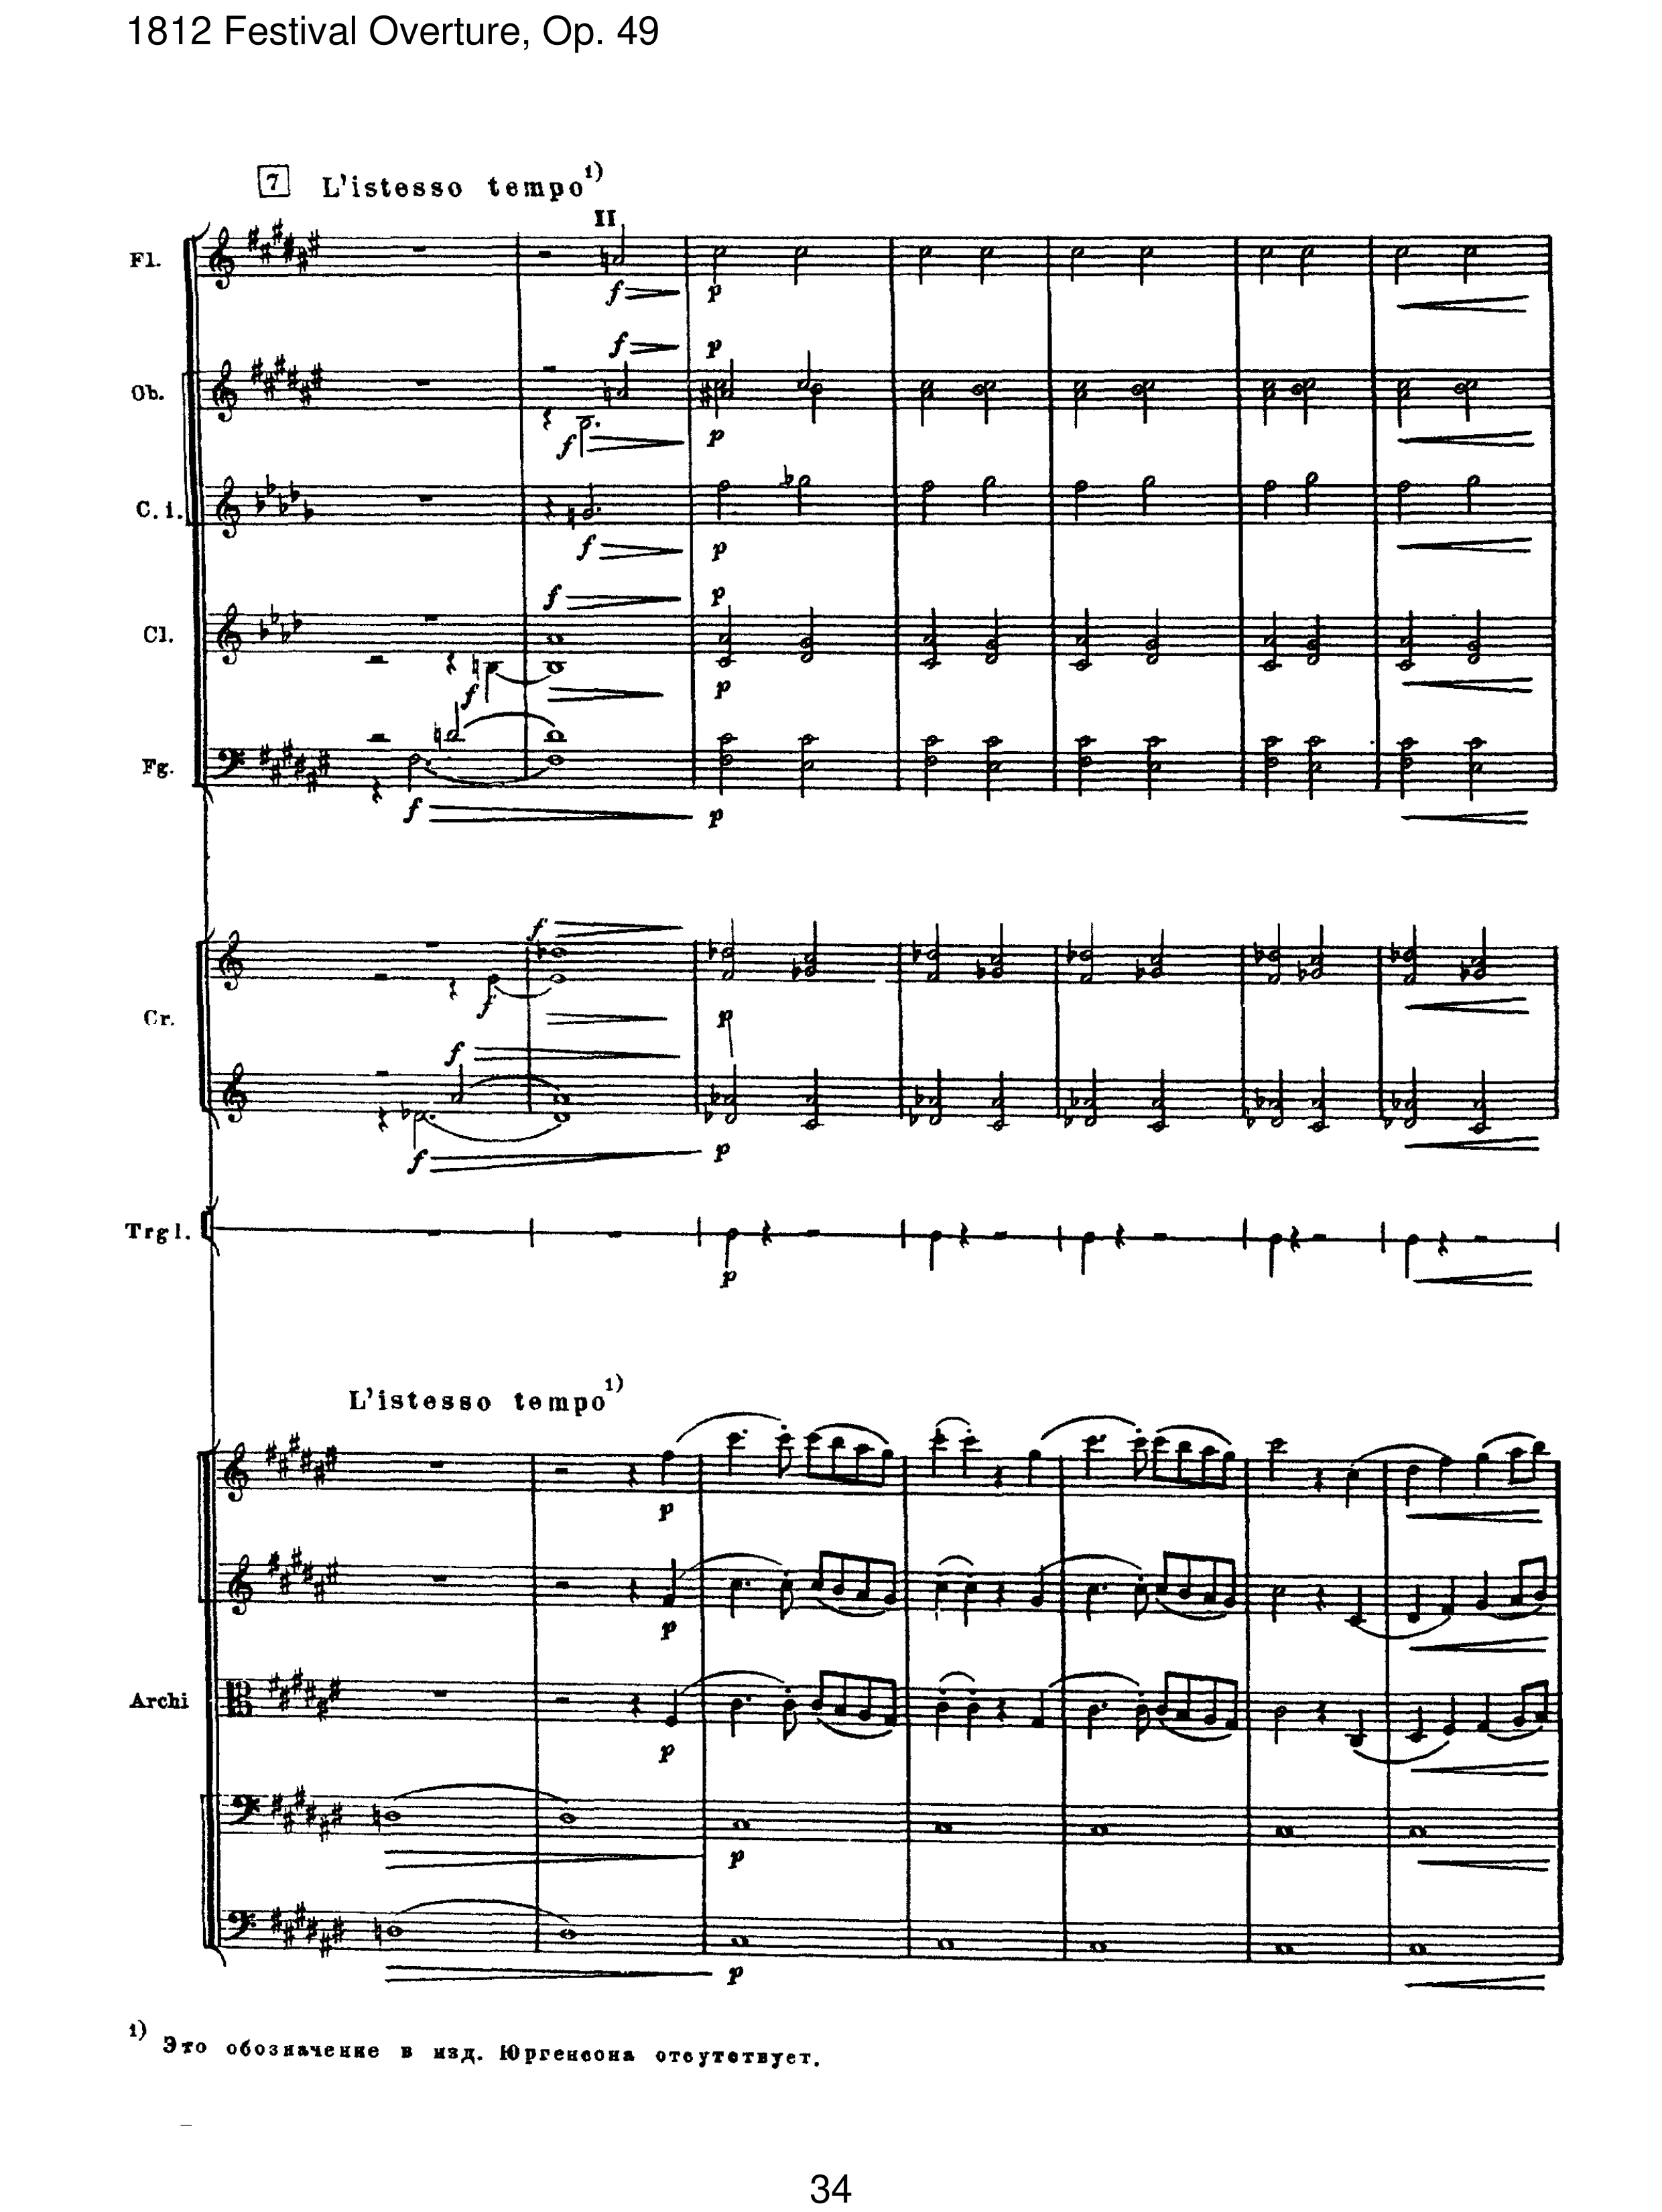 1812 Festival Overture, Op. 49
7 L'istesso tempo 1)
II
Fl.
f p
f p
Ob.
f p
C. i.
f p
f p
Cl.
f p
Fg.
f p
f
f p
Cr.
f
f p
Trgl.
p
L'istesso tempo 1)
p
p
Archi
p
p
p
1) Это обозначение в изд. Юргенсона отсутствует.
34